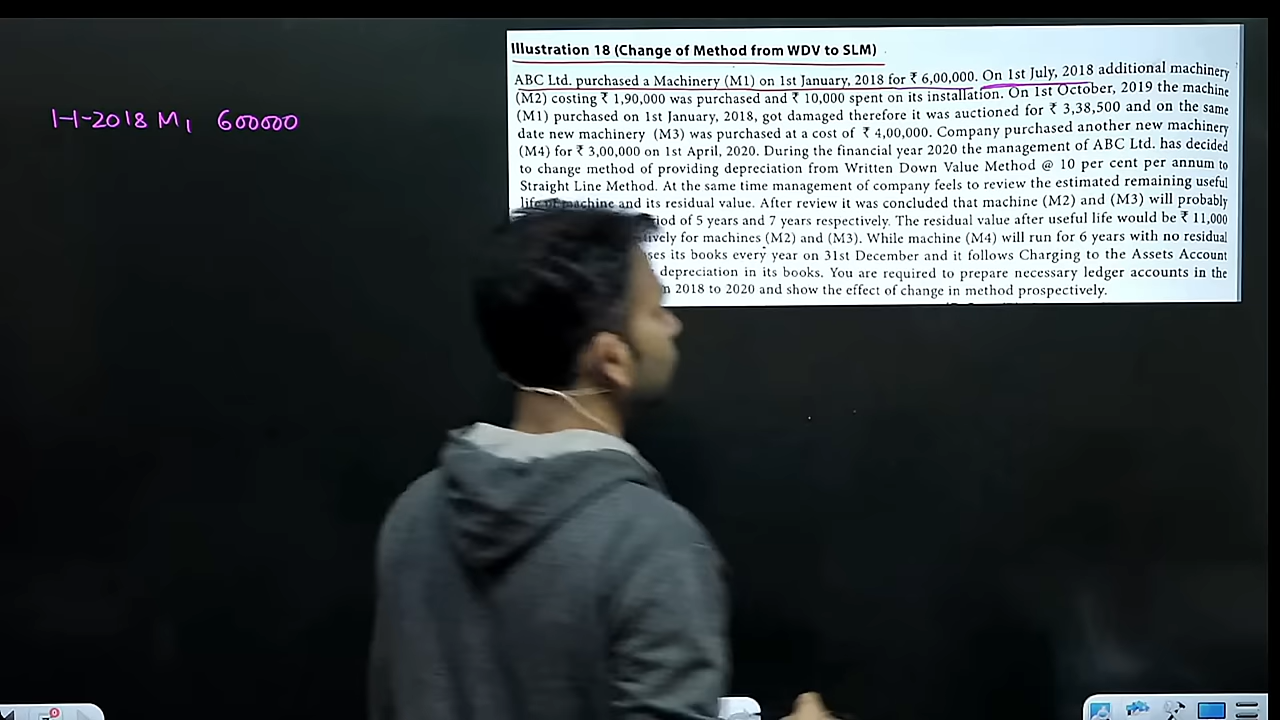 1-1-2018 M1 600000
Illustration 18 (Change of Method from WDV to SLM)
ABC Ltd. purchased a Machinery (M1) on 1st January, 2018 for ₹ 6,00,000. On 1st July, 2018 additional machinery
(M2) costing ₹ 1,90,000 was purchased and ₹ 10,000 spent on its installation. On 1st October, 2019 the machine
(M1) purchased on 1st January, 2018, got damaged therefore it was auctioned for ₹ 3,38,500 and on the same
date new machinery (M3) was purchased at a cost of ₹ 4,00,000. Company purchased another new machinery
(M4) for ₹ 3,00,000 on 1st April, 2020. During the financial year 2020 the management of ABC Ltd. has decided
to change method of providing depreciation from Written Down Value Method @ 10 per cent per annum to
Straight Line Method. At the same time management of company feels to review the estimated remaining useful
life of machine and its residual value. After review it was concluded that machine (M2) and (M3) will probably
of 5 years and 7 years respectively. The residual value after useful life would be ₹ 11,000
for machines (M2) and (M3). While machine (M4) will run for 6 years with no residual
its books every year on 31st December and it follows Charging to the Assets Account
depreciation in its books. You are required to prepare necessary ledger accounts in the
2018 to 2020 and show the effect of change in method prospectively.